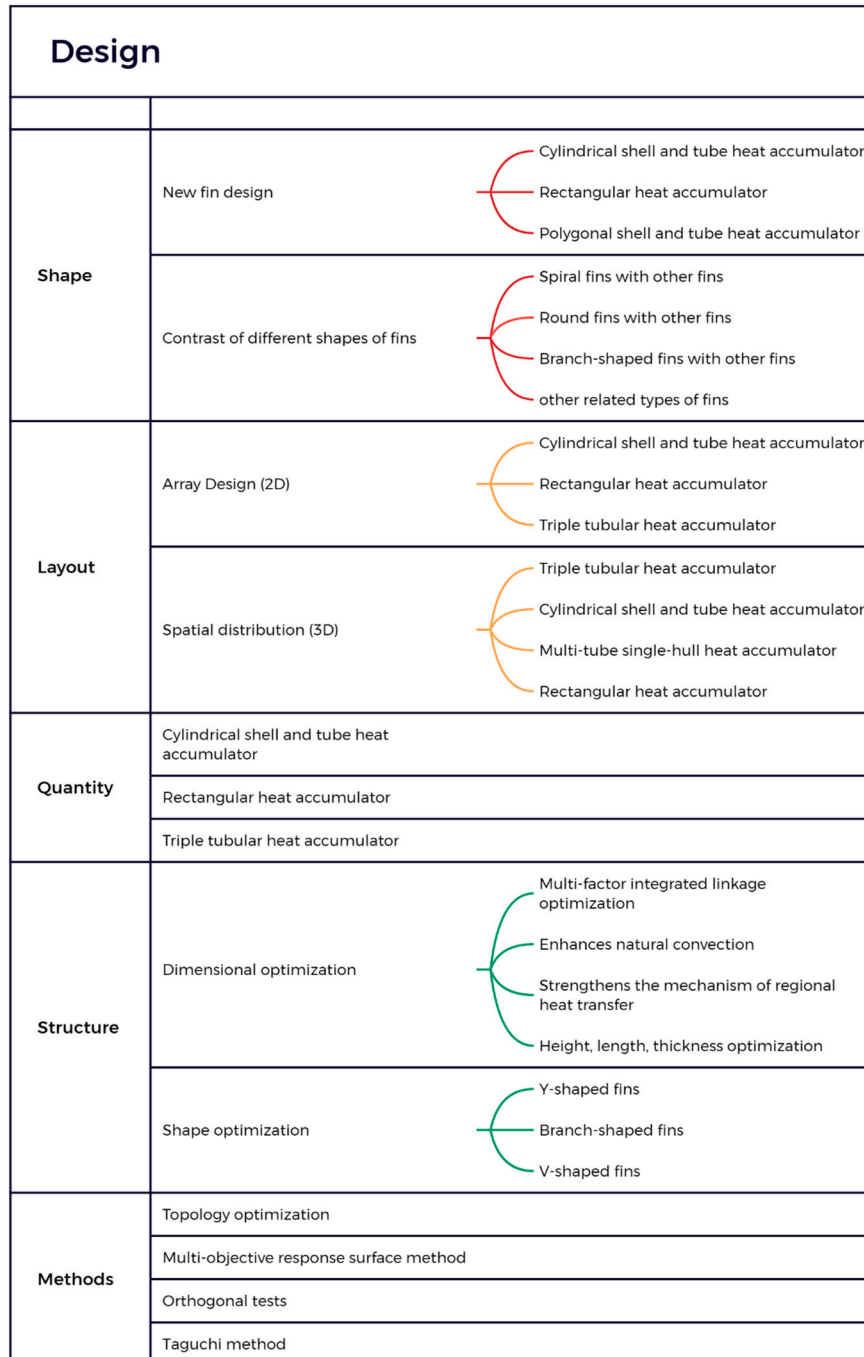 Design
Shape
New fin design
Cylindrical shell and tube heat accumulator
Rectangular heat accumulator
Polygonal shell and tube heat accumulator
Contrast of different shapes of fins
Spiral fins with other fins
Round fins with other fins
Branch-shaped fins with other fins
other related types of fins
Layout
Array Design (2D)
Cylindrical shell and tube heat accumulator
Rectangular heat accumulator
Triple tubular heat accumulator
Spatial distribution (3D)
Triple tubular heat accumulator
Cylindrical shell and tube heat accumulator
Multi-tube single-hull heat accumulator
Rectangular heat accumulator
Quantity
Cylindrical shell and tube heat
accumulator
Rectangular heat accumulator
Triple tubular heat accumulator
Structure
Dimensional optimization
Multi-factor integrated linkage
optimization
Enhances natural convection
Strengthens the mechanism of regional
heat transfer
Height, length, thickness optimization
Shape optimization
Y-shaped fins
Branch-shaped fins
V-shaped fins
Methods
Topology optimization
Multi-objective response surface method
Orthogonal tests
Taguchi method